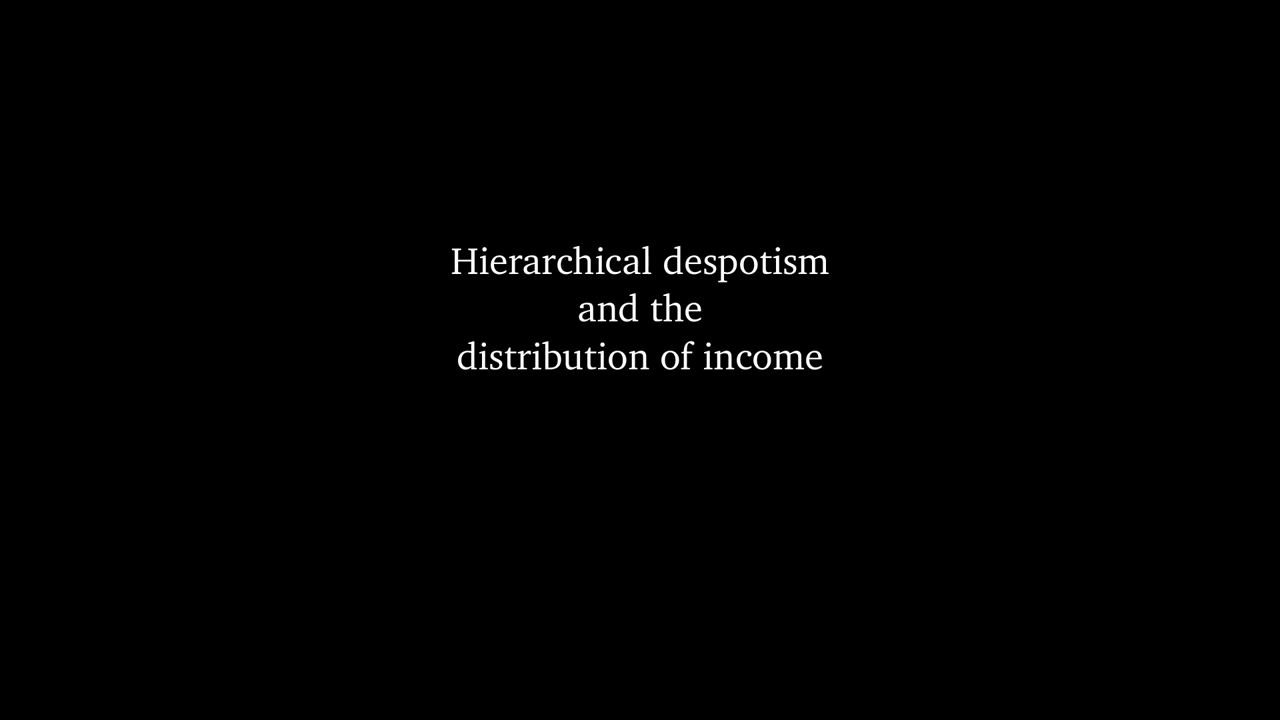 Hierarchical despotism
and the
distribution of income